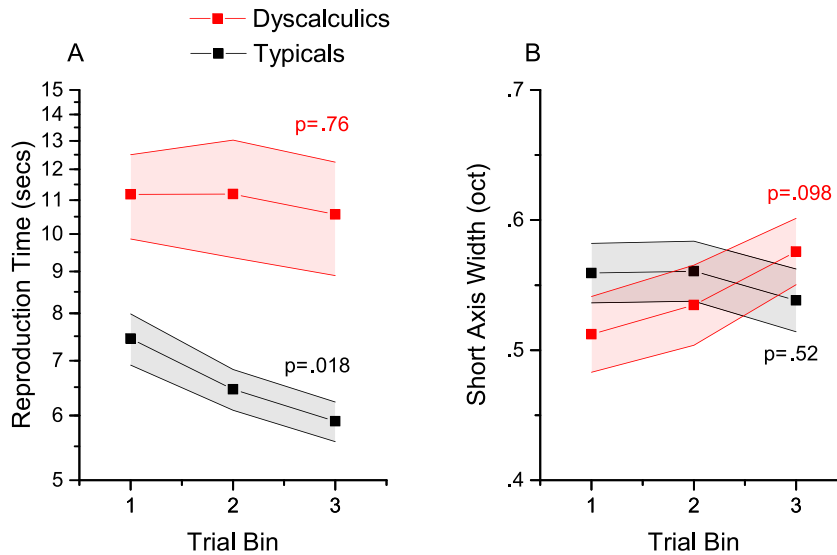 Dyscalculics
Typicals
A
B
15
14
13
12
11
10
9
8
7
6
5
Reproduction Time (secs)
p=.76
p=.018
1 2 3
Trial Bin
.7
.6
.5
.4
Short Axis Width (oct)
p=.098
p=.52
1 2 3
Trial Bin